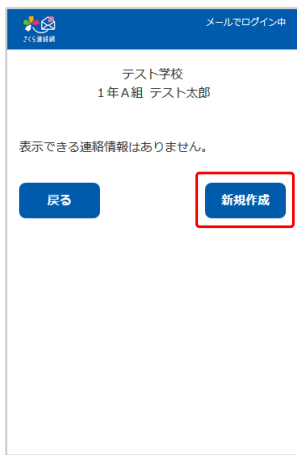 さくら連絡網
メールでログイン中
テスト学校
1年A組 テスト太郎
表示できる連絡情報はありません。
戻る
新規作成